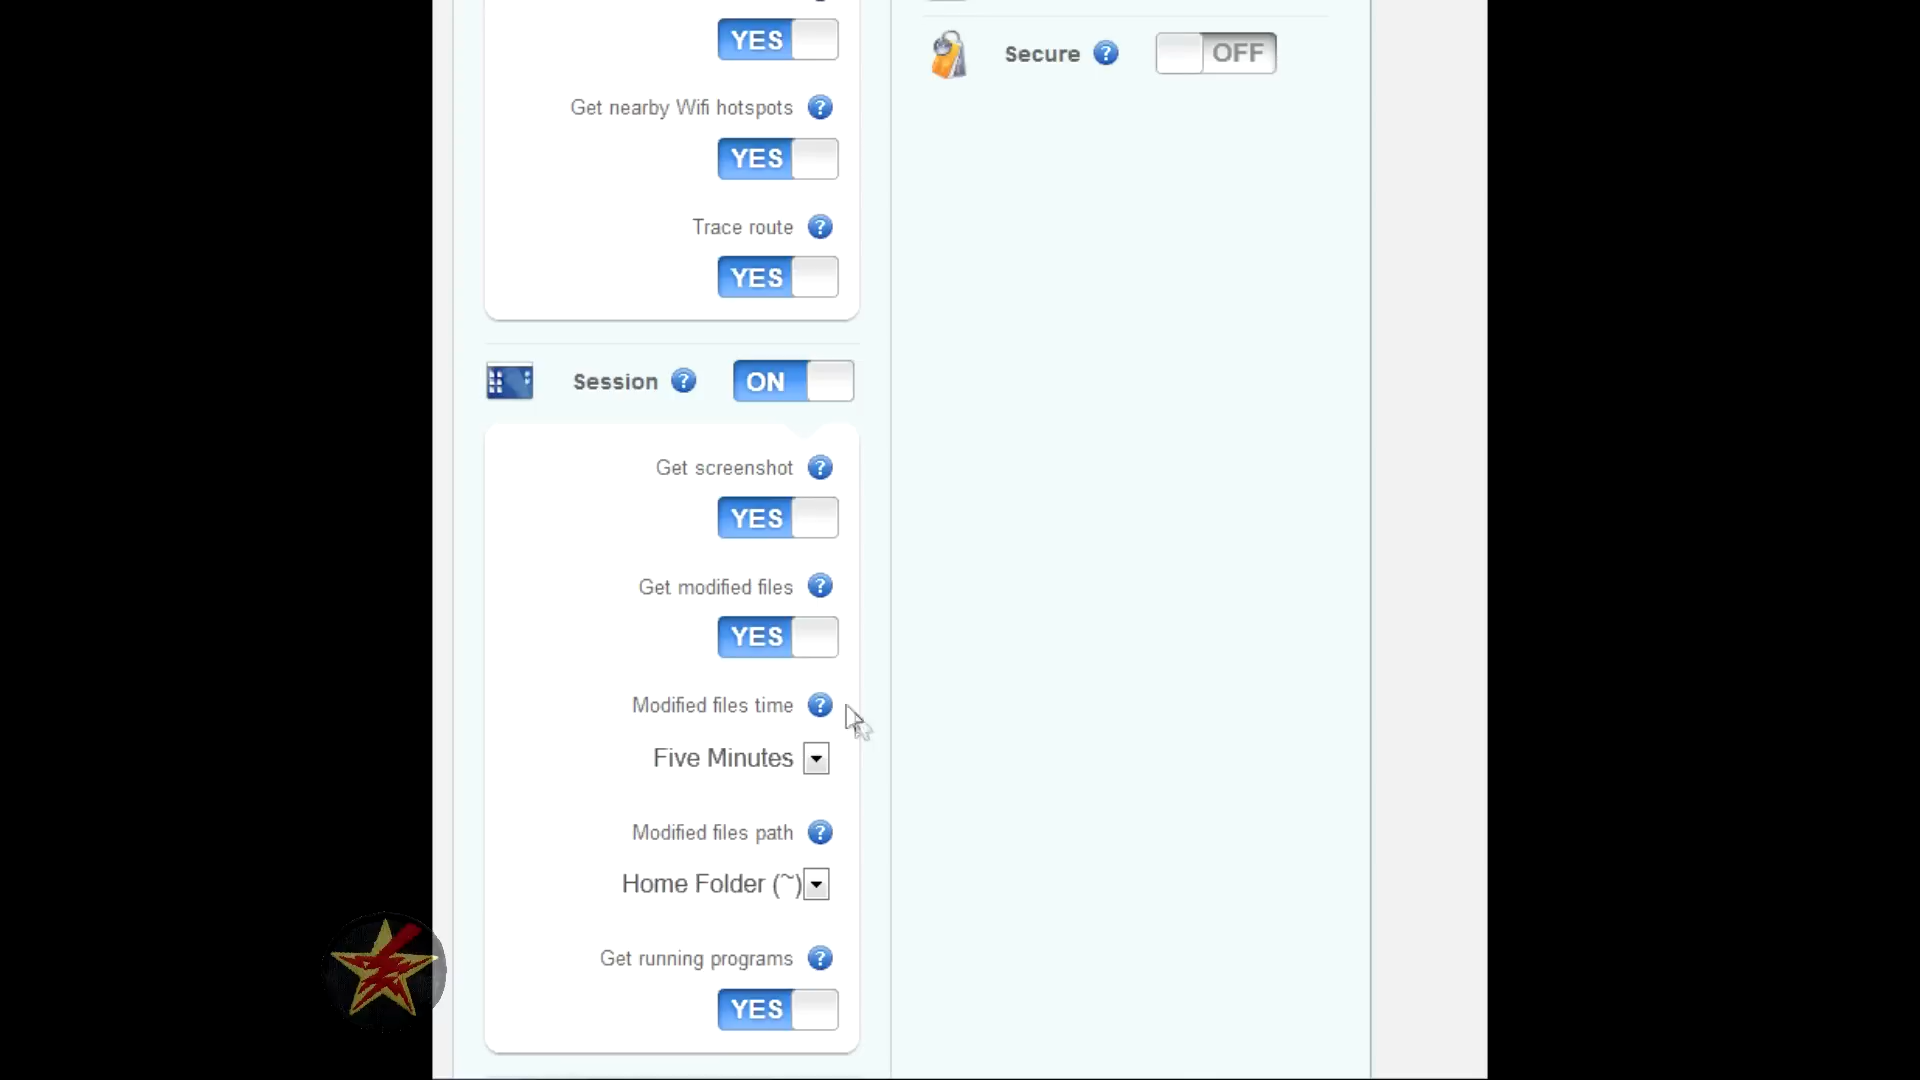 YES
Get nearby Wifi hotspots ?
YES
Trace route ?
YES
Session ? ON
Get screenshot ?
YES
Get modified files ?
YES
Modified files time ?
Five Minutes
Modified files path ?
Home Folder (~)
Get running programs ?
YES
Secure ? OFF